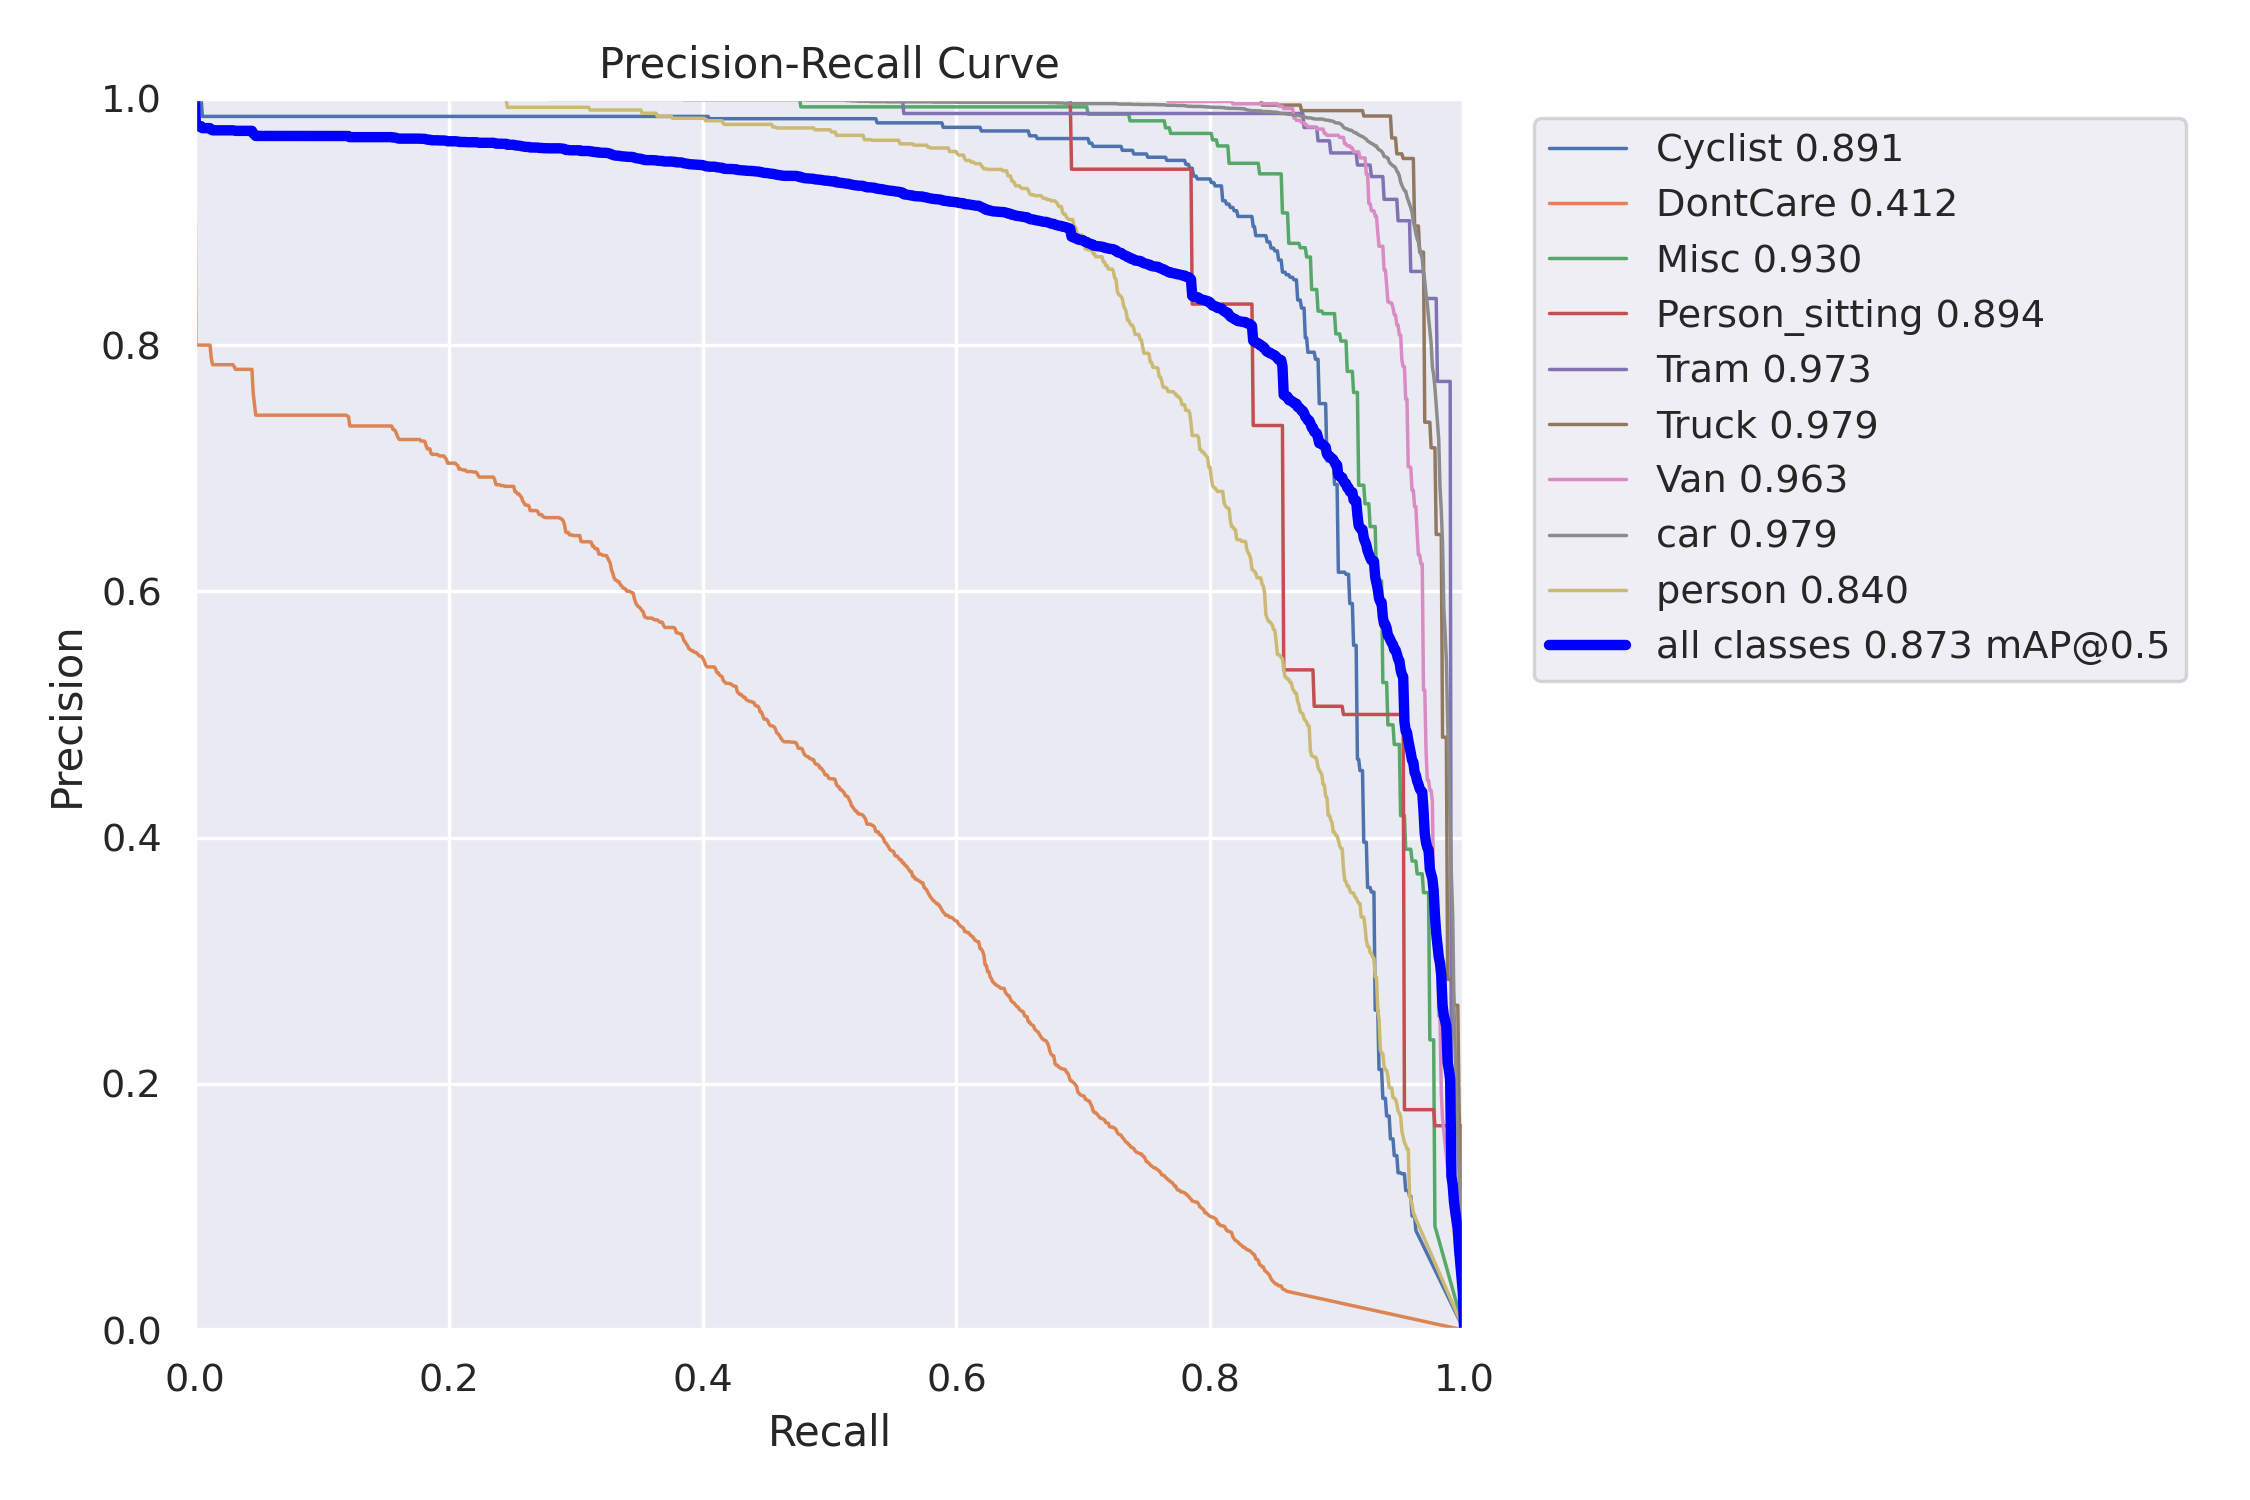 Precision-Recall Curve
1.0
0.8
0.6
0.4
0.2
0.0
Precision
0.0 0.2 0.4 0.6 0.8 1.0
Recall
Cyclist 0.891
DontCare 0.412
Misc 0.930
Person_sitting 0.894
Tram 0.973
Truck 0.979
Van 0.963
car 0.979
person 0.840
all classes 0.873 mAP@0.5